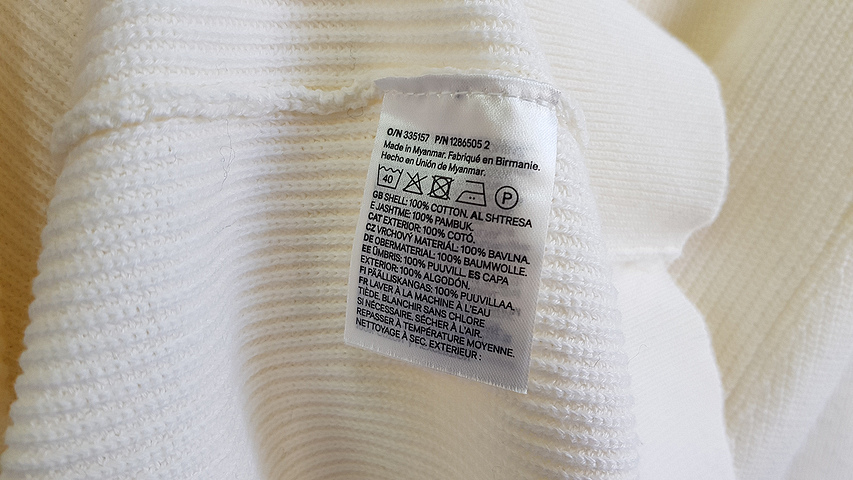 O/N 335157 P/N 1286505 2
Made in Myanmar. Fabriqué en Birmanie.
Hecho en Unión de Myanmar.
40 P
GB SHELL: 100% COTTON. AL SHTRESA
E JASHTME: 100% PAMBUK.
CAT EXTERIOR: 100% COTÓ.
CZ VRCHOVÝ MATERIÁL: 100% BAVLNA.
DE OBERMATERIAL: 100% BAUMWOLLE.
EE ÜMBRIS: 100% PUUVILL. ES CAPA
EXTERIOR: 100% ALGODÓN.
FI PÄÄLLISKANGAS: 100% PUUVILLAA.
FR LAVER À LA MACHINE À L'EAU
TIÈDE. BLANCHIR SANS CHLORE
SI NÉCESSAIRE. SÉCHER À L'AIR.
REPASSER À TEMPÉRATURE MOYENNE.
NETTOYAGE À SEC. EXTERIEUR :